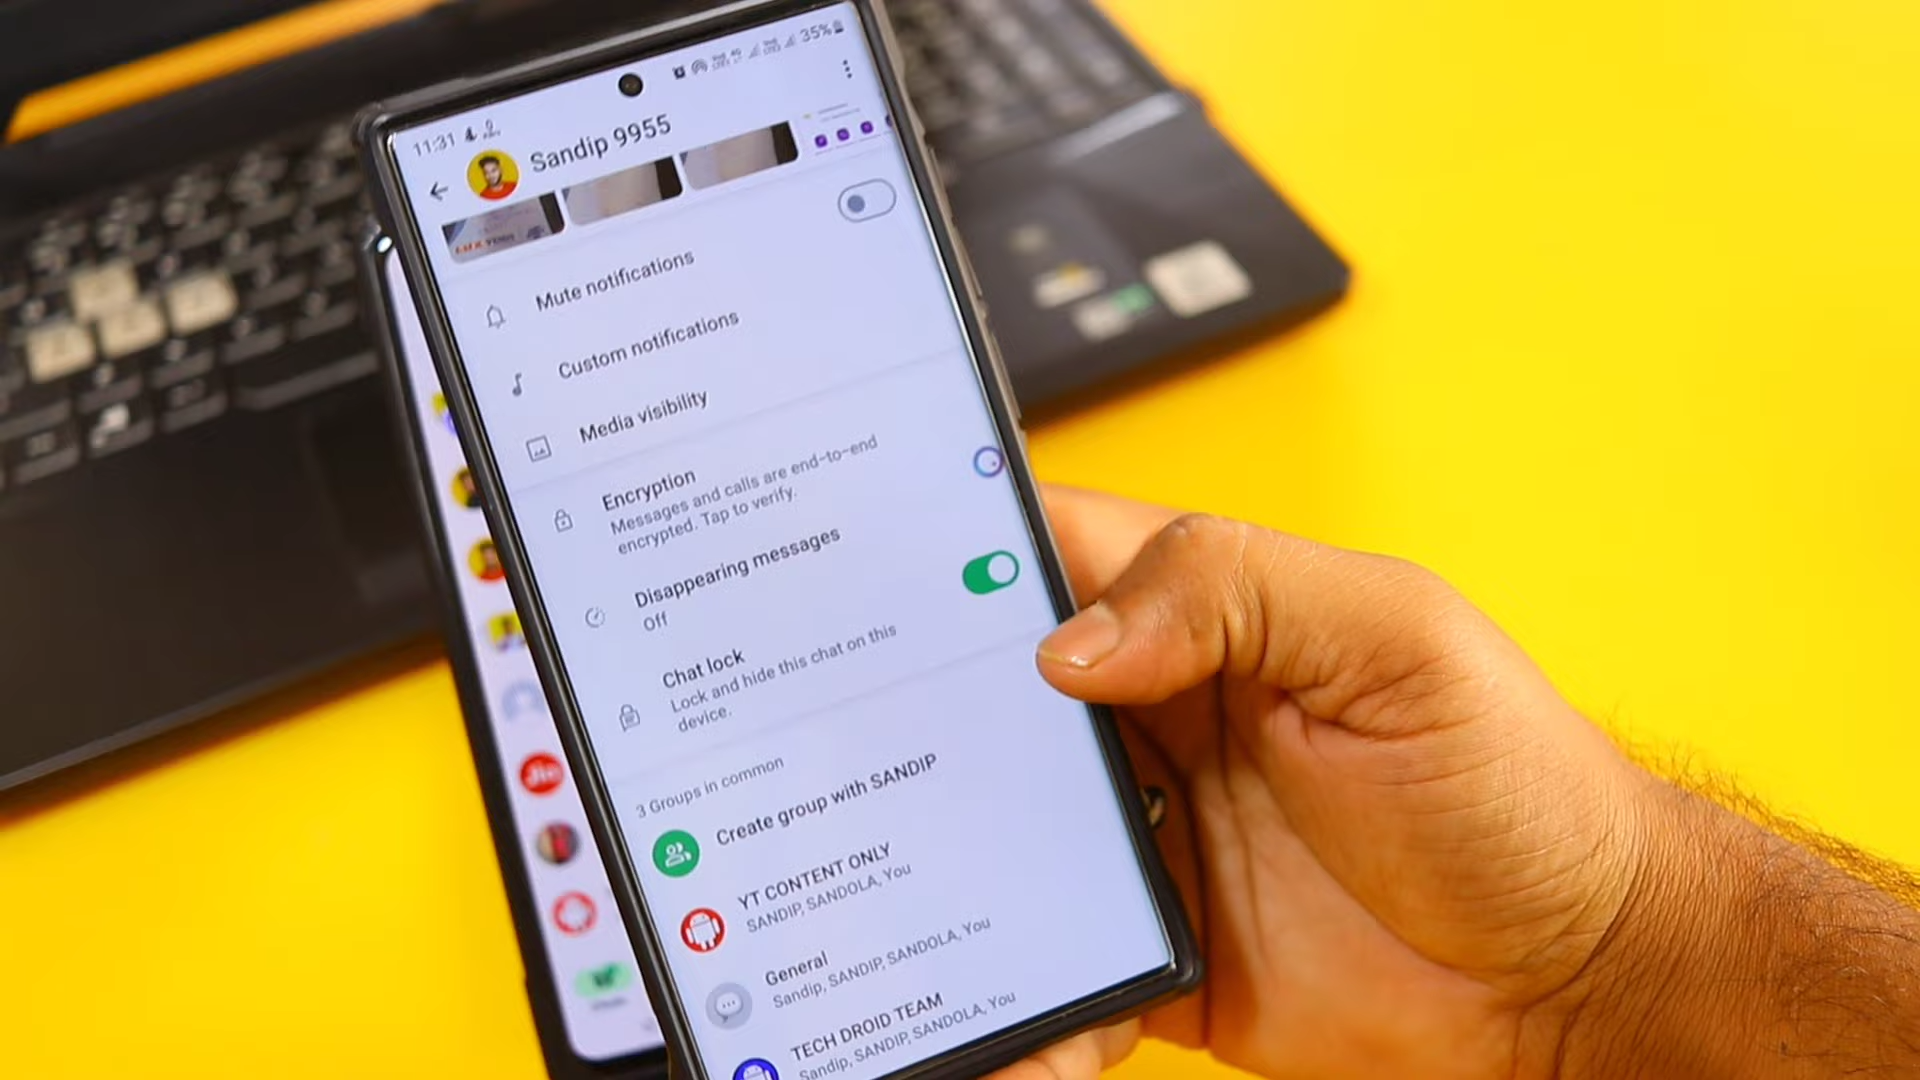 11:31
35%
Sandip 9955
Mute notifications
Custom notifications
Media visibility
Encryption
Messages and calls are end-to-end
encrypted. Tap to verify.
Disappearing messages
Off
Chat lock
Lock and hide this chat on this
device.
3 Groups in common
Create group with SANDIP
YT CONTENT ONLY
SANDIP, SANDOLA, You
General
Sandip, SANDIP, SANDOLA, You
TECH DROID TEAM
Sandip, SANDIP, SANDOLA, You
Jio